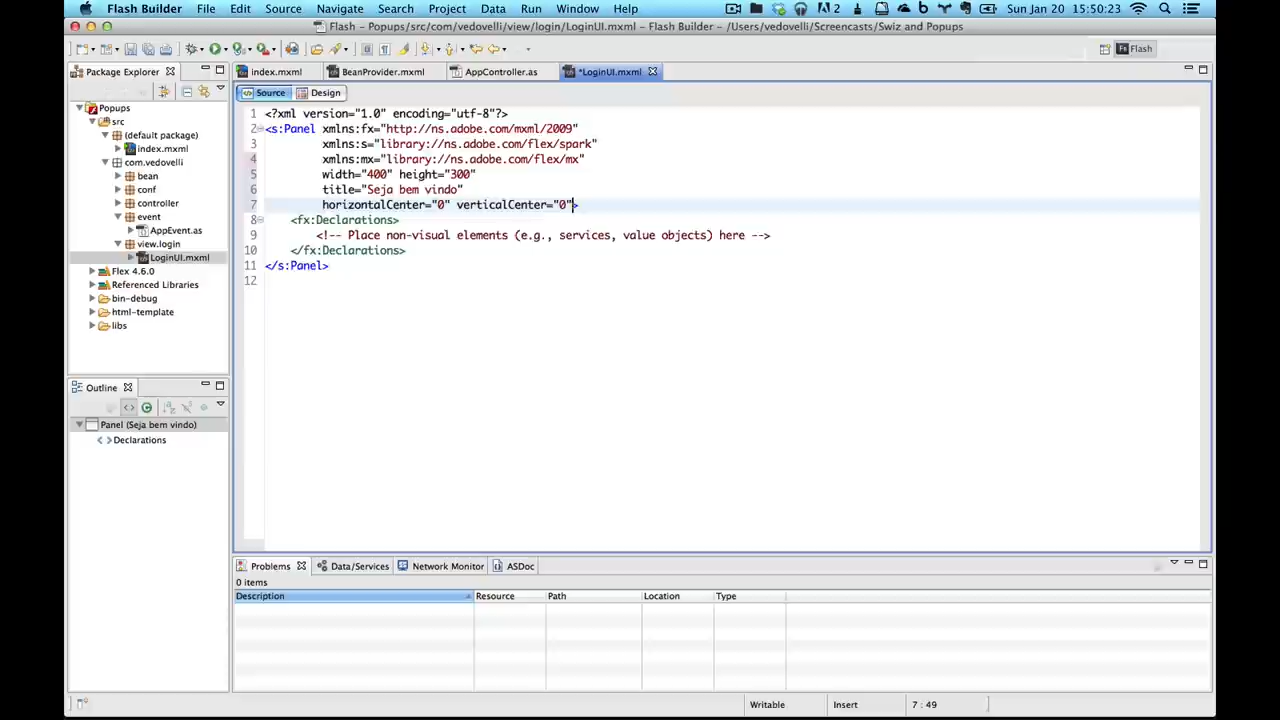 Flash Builder File Edit Source Navigate Search Project Data Run Window Help 2 Sun Jan 20 15:50:23
Flash – Popups/src/com/vedovelli/view/login/LoginUI.mxml – Flash Builder – /Users/vedovelli/Screencasts/Swiz and Popups
Fs Flash
Package Explorer
index.mxml BeanProvider.mxml AppController.as *LoginUI.mxml
Source Design
Popups
src
(default package)
index.mxml
com.vedovelli
bean
conf
controller
event
AppEvent.as
view.login
LoginUI.mxml
Flex 4.6.0
Referenced Libraries
bin-debug
html-template
libs
1 <?xml version="1.0" encoding="utf-8"?>
2 <s:Panel xmlns:fx="http://ns.adobe.com/mxml/2009"
3 xmlns:s="library://ns.adobe.com/flex/spark"
4 xmlns:mx="library://ns.adobe.com/flex/mx"
5 width="400" height="300"
6 title="Seja bem vindo"
7 horizontalCenter="0" verticalCenter="0">
8 <fx:Declarations>
9 <!-- Place non-visual elements (e.g., services, value objects) here -->
10 </fx:Declarations>
11 </s:Panel>
12
Outline
Panel (Seja bem vindo)
Declarations
Problems Data/Services Network Monitor ASDoc
0 items
Description Resource Path Location Type
Writable Insert 7 : 49